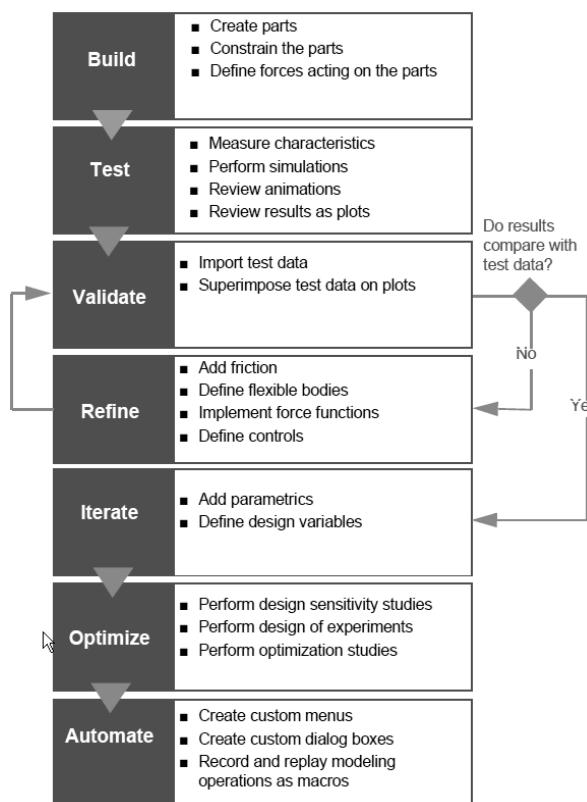 Build
■ Create parts
■ Constrain the parts
■ Define forces acting on the parts
Test
■ Measure characteristics
■ Perform simulations
■ Review animations
■ Review results as plots
Do results
compare with
test data?
Validate
■ Import test data
■ Superimpose test data on plots
No
Ye
Refine
■ Add friction
■ Define flexible bodies
■ Implement force functions
■ Define controls
Iterate
■ Add parametrics
■ Define design variables
Optimize
■ Perform design sensitivity studies
■ Perform design of experiments
■ Perform optimization studies
Automate
■ Create custom menus
■ Create custom dialog boxes
■ Record and replay modeling
operations as macros